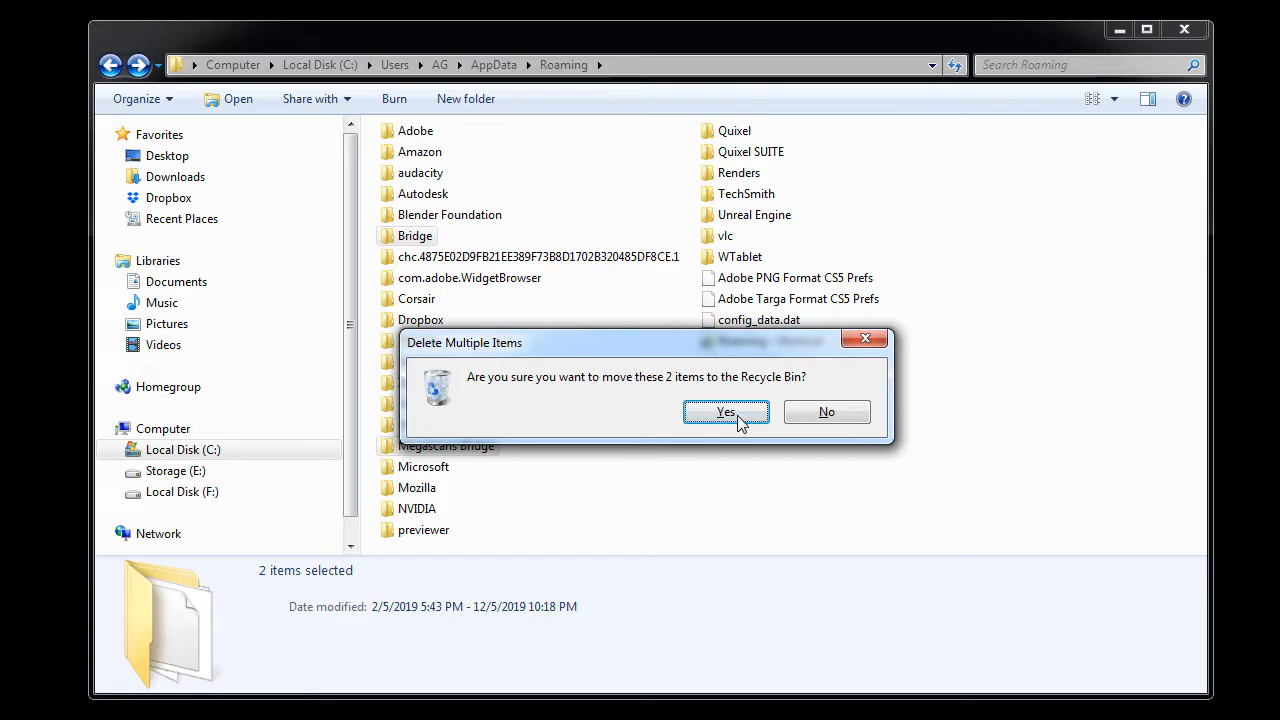 Computer Local Disk (C:) Users AG AppData Roaming
Search Roaming
Organize Open Share with Burn New folder
Favorites
Desktop
Downloads
Dropbox
Recent Places
Libraries
Documents
Music
Pictures
Videos
Homegroup
Computer
Local Disk (C:)
Storage (E:)
Local Disk (F:)
Network
Adobe
Amazon
audacity
Autodesk
Blender Foundation
Bridge
chc.4875E02D9FB21EE389F73B8D1702B320485DF8CE.1
com.adobe.WidgetBrowser
Corsair
Dropbox
Megascans Bridge
Microsoft
Mozilla
NVIDIA
previewer
Quixel
Quixel SUITE
Renders
TechSmith
Unreal Engine
vlc
WTablet
Adobe PNG Format CS5 Prefs
Adobe Targa Format CS5 Prefs
config_data.dat
Roaming - Shortcut
Delete Multiple Items
Are you sure you want to move these 2 items to the Recycle Bin?
Yes No
2 items selected
Date modified: 2/5/2019 5:43 PM - 12/5/2019 10:18 PM